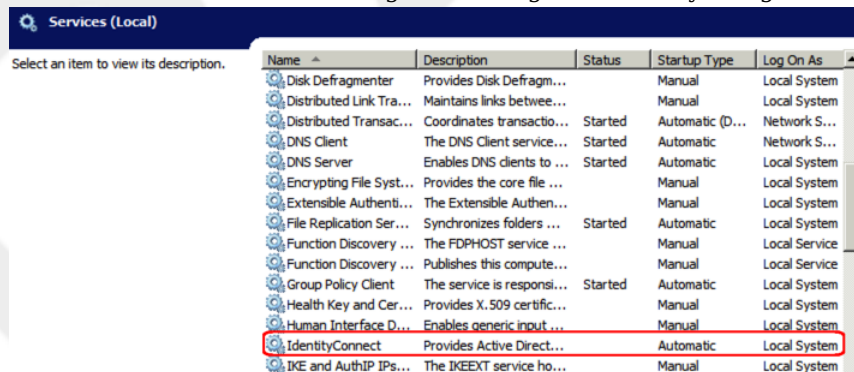 Services (Local)
Select an item to view its description.
Name Description Status Startup Type Log On As
Disk Defragmenter Provides Disk Defragm... Manual Local System
Distributed Link Tra... Maintains links betwee... Manual Local System
Distributed Transac... Coordinates transactio... Started Automatic (D... Network S...
DNS Client The DNS Client service... Started Automatic Network S...
DNS Server Enables DNS clients to ... Started Automatic Local System
Encrypting File Syst... Provides the core file ... Manual Local System
Extensible Authenti... The Extensible Authen... Manual Local System
File Replication Ser... Synchronizes folders ... Started Automatic Local System
Function Discovery ... The FDPHOST service ... Manual Local Service
Function Discovery ... Publishes this compute... Manual Local Service
Group Policy Client The service is responsi... Started Automatic Local System
Health Key and Cer... Provides X.509 certific... Manual Local System
Human Interface D... Enables generic input ... Manual Local System
IdentityConnect Provides Active Direct... Automatic Local System
IKE and AuthIP IPs... The IKEEXT service ho... Manual Local System